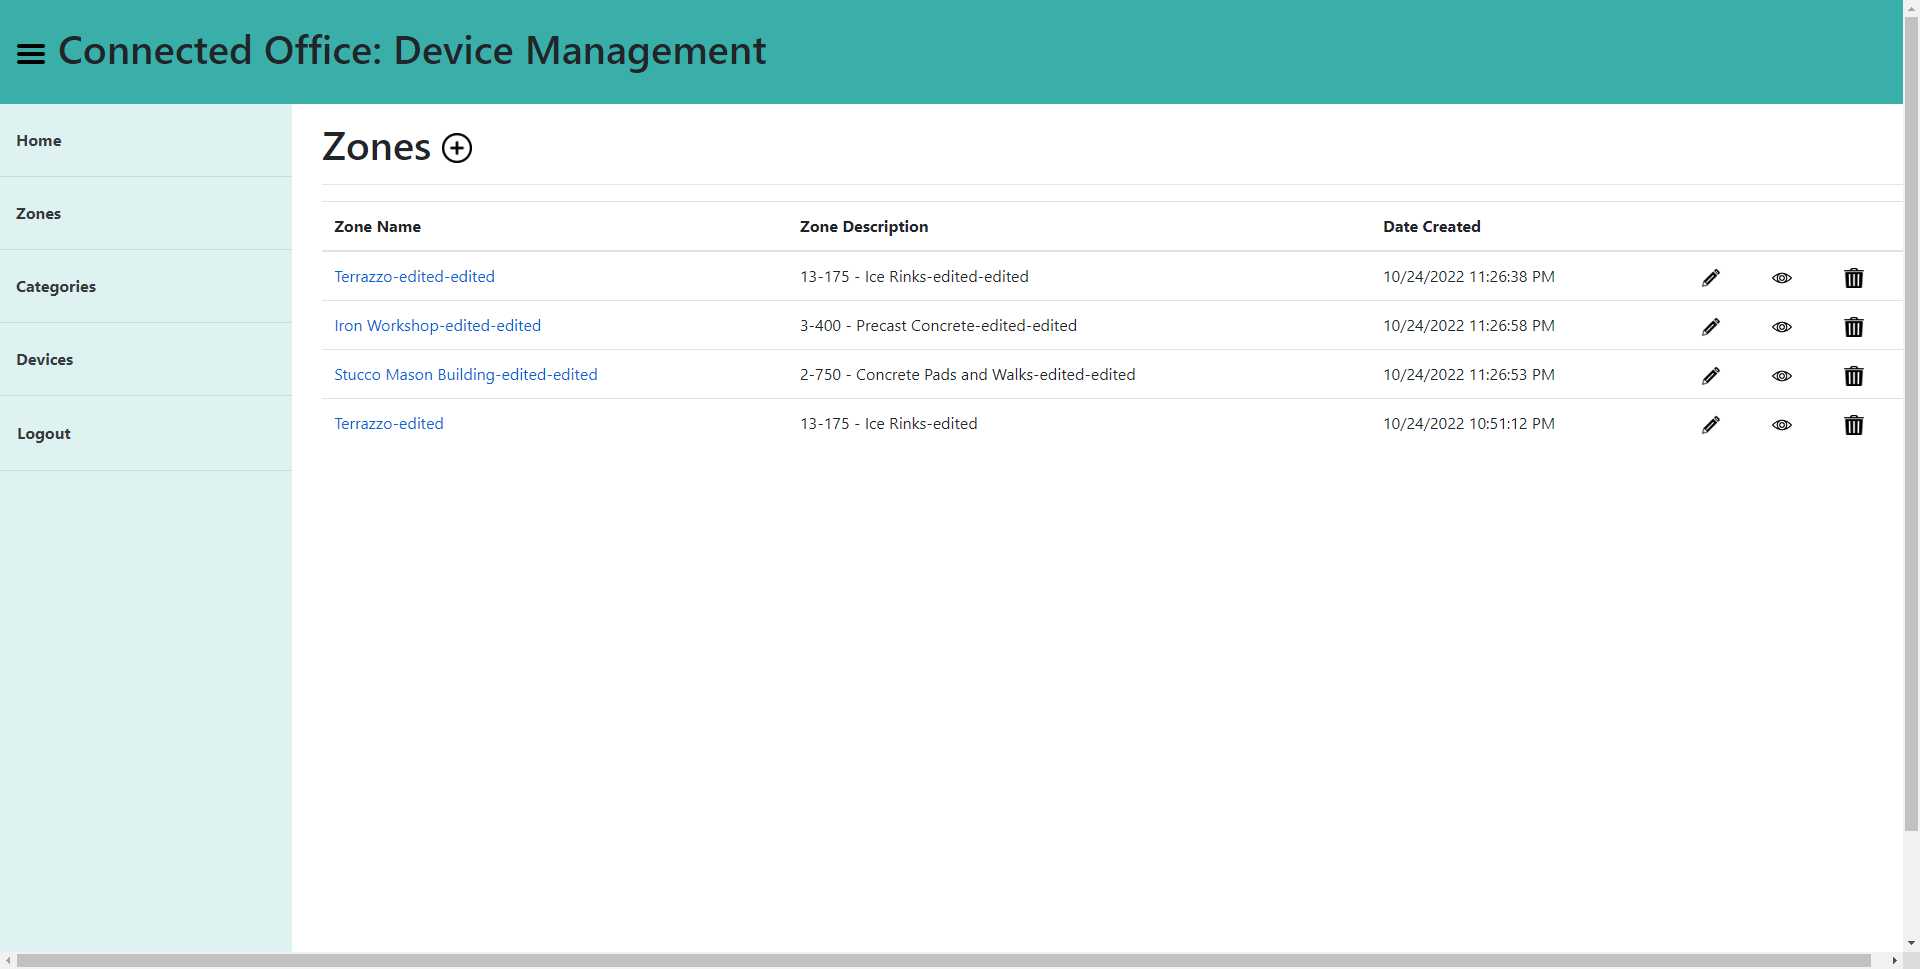 Connected Office: Device Management
Home
Zones
Categories
Devices
Logout
Zones
Zone Name Zone Description Date Created
Terrazzo-edited-edited 13-175 - Ice Rinks-edited-edited 10/24/2022 11:26:38 PM
Iron Workshop-edited-edited 3-400 - Precast Concrete-edited-edited 10/24/2022 11:26:58 PM
Stucco Mason Building-edited-edited 2-750 - Concrete Pads and Walks-edited-edited 10/24/2022 11:26:53 PM
Terrazzo-edited 13-175 - Ice Rinks-edited 10/24/2022 10:51:12 PM